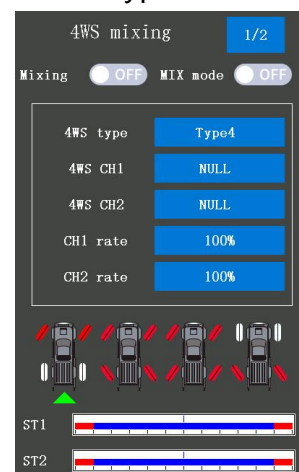 4WS mixing 1/2
Mixing OFF MIX mode OFF
4WS type Type4
4WS CH1 NULL
4WS CH2 NULL
CH1 rate 100%
CH2 rate 100%
ST1
ST2